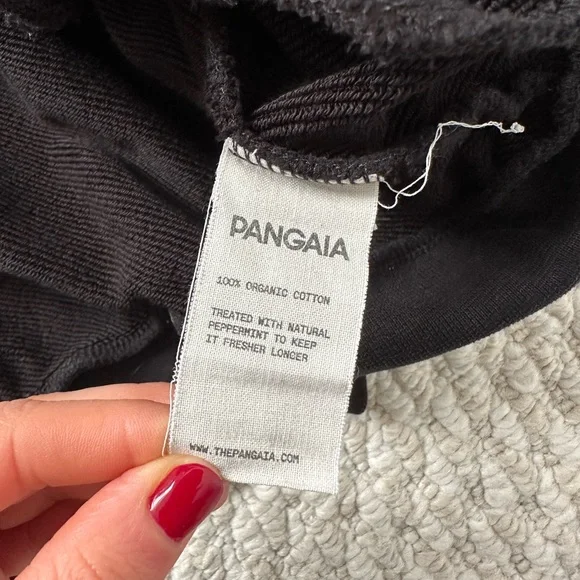 PANGAIA
100% ORGANIC COTTON
TREATED WITH NATURAL
PEPPERMINT TO KEEP
IT FRESHER LONGER
WWW.THEPANGAIA.COM